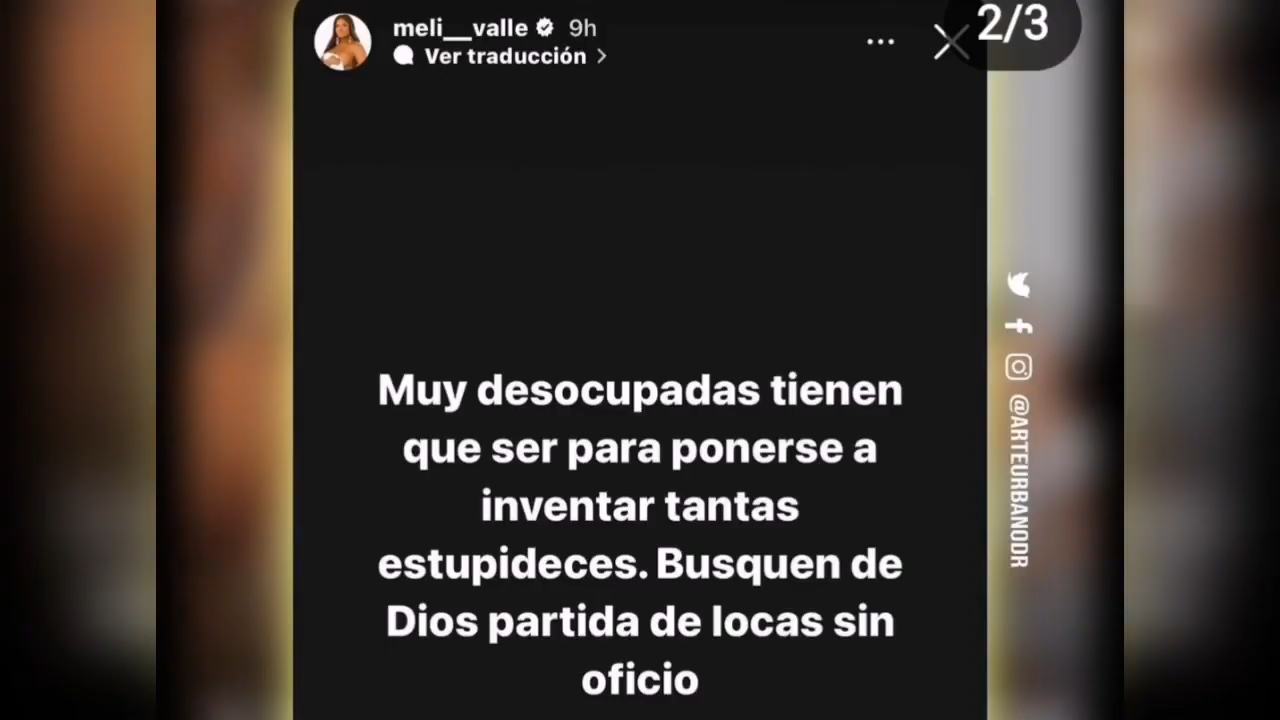 meli__valle 9h
Ver traducción
2/3
Muy desocupadas tienen
que ser para ponerse a
inventar tantas
estupideces. Busquen de
Dios partida de locas sin
oficio
@ARTEURBANODR